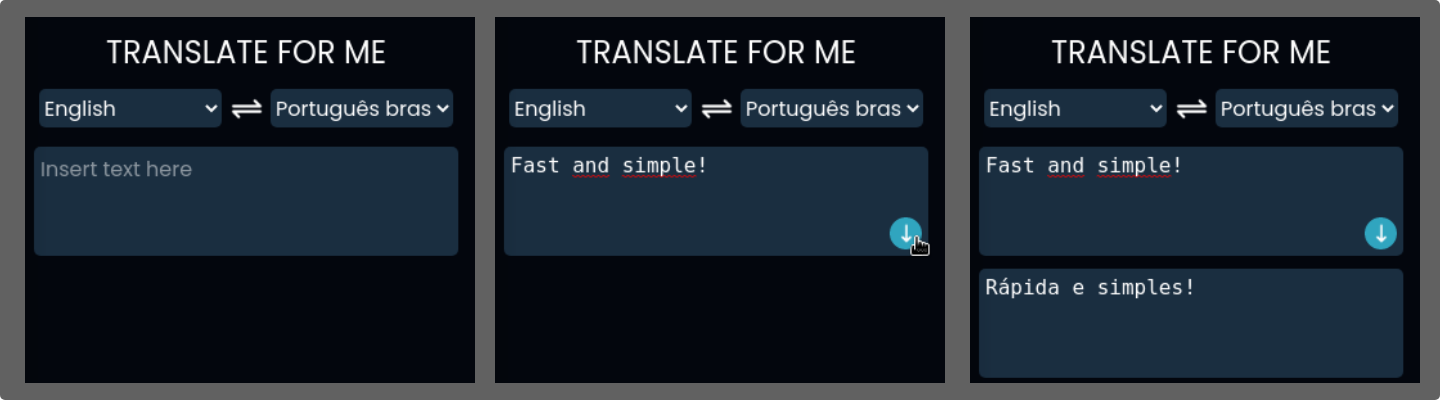 TRANSLATE FOR ME
English
Português bras
Insert text here
TRANSLATE FOR ME
English
Português bras
Fast and simple!
TRANSLATE FOR ME
English
Português bras
Fast and simple!
Rápida e simples!